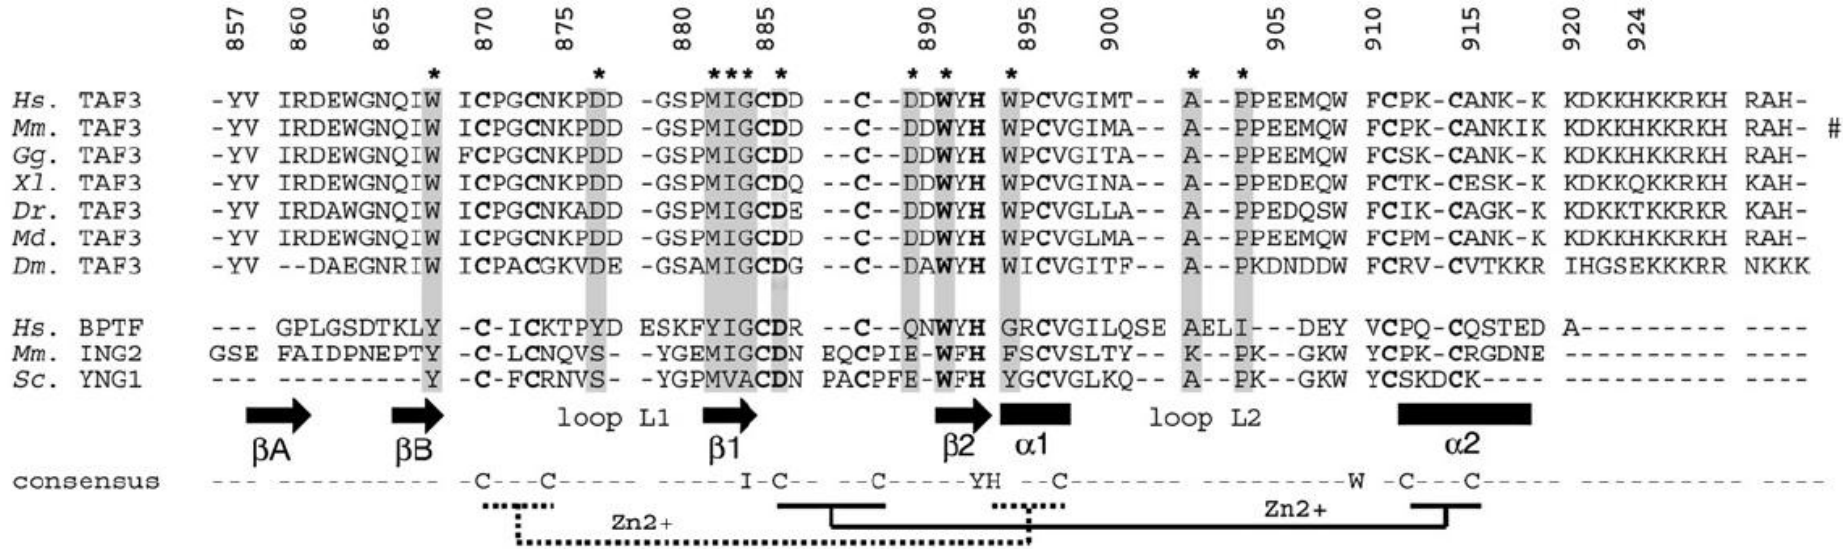 857 860 865 870 875 880 885 890 895 900 905 910 915 920 924
* * *** * * * * * *
Hs. TAF3 -YV IRDEWGNQIW ICPGCNKPDD -GSPMIGCDD --C--DDWYH WPCVGIMT-- A--PPEEMQW FCPK-CANK-K KDKKHKKRKH RAH-
Mm. TAF3 -YV IRDEWGNQIW ICPGCNKPDD -GSPMIGCDD --C--DDWYH WPCVGIMA-- A--PPEEMQW FCPK-CANKIK KDKKHKKRKH RAH- #
Gg. TAF3 -YV IRDEWGNQIW FCPGCNKPDD -GSPMIGCDD --C--DDWYH WPCVGITA-- A--PPEEMQW FCSK-CANK-K KDKKHKKRKH RAH-
Xl. TAF3 -YV IRDEWGNQIW ICPGCNKPDD -GSPMIGCDQ --C--DDWYH WPCVGINA-- A--PPEDEQW FCTK-CESK-K KDKKQKKRKH KAH-
Dr. TAF3 -YV IRDAWGNQIW ICPGCNKADD -GSPMIGCDE --C--DDWYH WPCVGLLA-- A--PPEDQSW FCIK-CAGK-K KDKKTKKRKR KAH-
Md. TAF3 -YV IRDEWGNQIW ICPGCNKPDD -GSPMIGCDD --C--DDWYH WPCVGLMA-- A--PPEEMQW FCPM-CANK-K KDKKHKKRKH RAH-
Dm. TAF3 -YV --DAEGNRIW ICPACGKVDE -GSAMIGCDG --C--DAWYH WICVGITF-- A--PKDNDDW FCRV-CVTKKR IHGSEKKKRR NKKK
Hs. BPTF --- GPLGSDTKLY -C-ICKTPYD ESKFYIGCDR --C--QNWYH GRCVGILQSE AELI---DEY VCPQ-CQSTED A--------- ----
Mm. ING2 GSE FAIDPNEPTY -C-LCNQVS- -YGEMIGCDN EQCPIE-WFH FSCVSLTY-- K--PK--GKW YCPK-CRGDNE ---------- ----
Sc. YNG1 --- ---------Y -C-FCRNVS- -YGPMVACDN PACPFE-WFH YGCVGLKQ-- A--PK--GKW YCSKDCK---- ---------- ----
loop L1 loop L2
βA βB β1 β2 α1 α2
consensus --- ---------- -C---C---- ------I-C- --C-----YH ---C------ ---------W -C---C----- ---------- ----
Zn2+ Zn2+